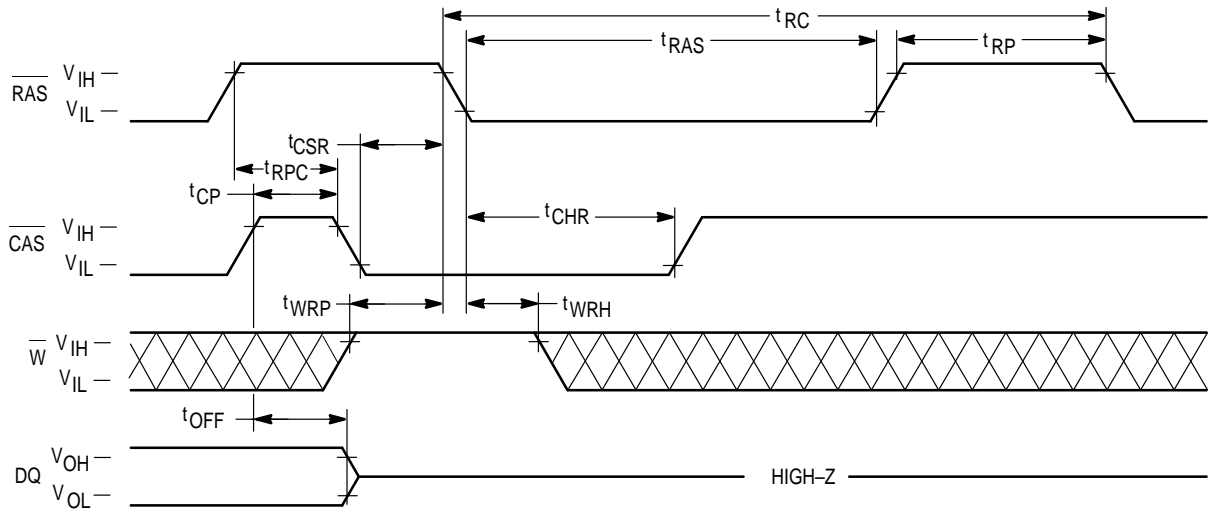 tRC
tRAS
tRP
RAS
VIH
VIL
tCSR
tRPC
tCP
tCHR
CAS
VIH
VIL
tWRP
tWRH
W
VIH
VIL
tOFF
DQ
VOH
VOL
HIGH–Z